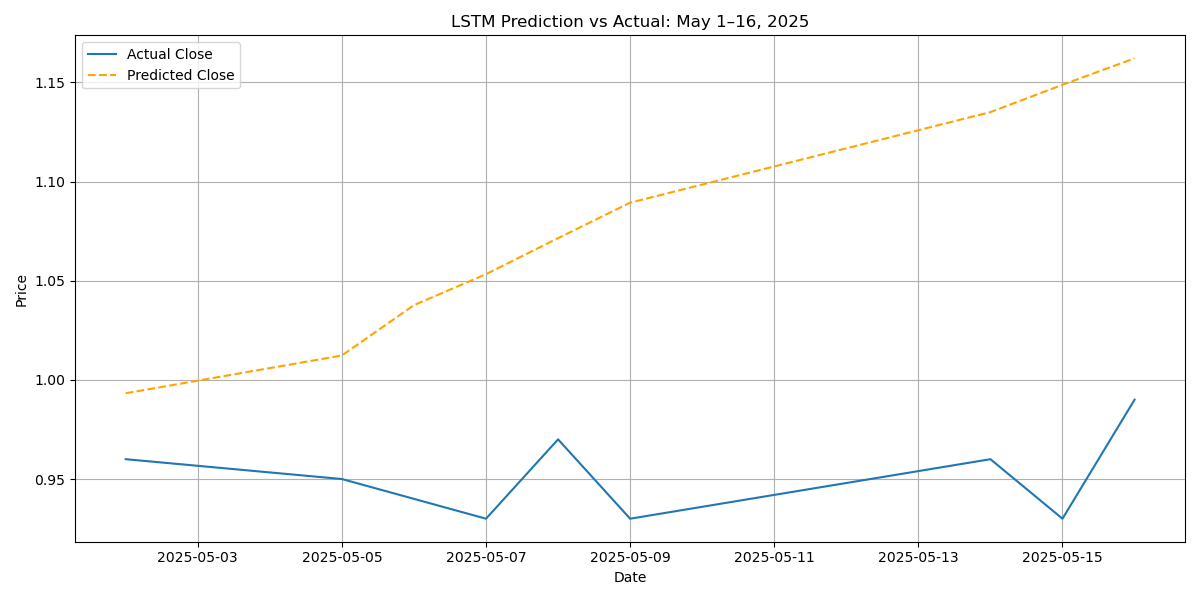 LSTM Prediction vs Actual: May 1–16, 2025
Actual Close
Predicted Close
1.15
1.10
1.05
1.00
0.95
Price
2025-05-03
2025-05-05
2025-05-07
2025-05-09
2025-05-11
2025-05-13
2025-05-15
Date